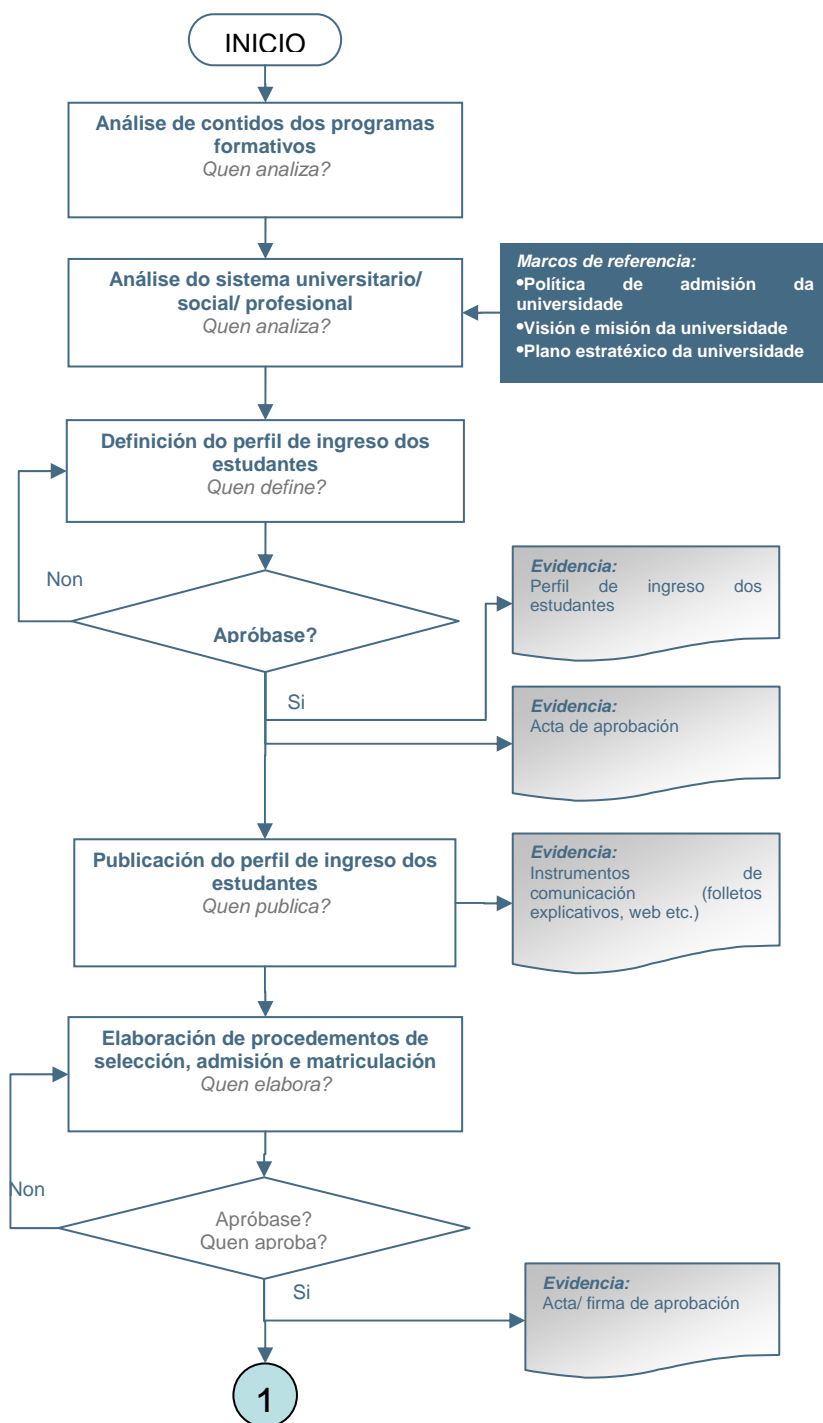 INICIO
Análise de contidos dos programas
formativos
Quen analiza?
Análise do sistema universitario/
social/ profesional
Quen analiza?
Marcos de referencia:
•Política de admisión da
universidade
•Visión e misión da universidade
•Plano estratéxico da universidade
Definición do perfil de ingreso dos
estudantes
Quen define?
Non
Apróbase?
Evidencia:
Perfil de ingreso dos
estudantes
Si
Evidencia:
Acta de aprobación
Publicación do perfil de ingreso dos
estudantes
Quen publica?
Evidencia:
Instrumentos de
comunicación (folletos
explicativos, web etc.)
Elaboración de procedementos de
selección, admisión e matriculación
Quen elabora?
Non
Apróbase?
Quen aproba?
Si
Evidencia:
Acta/ firma de aprobación
1